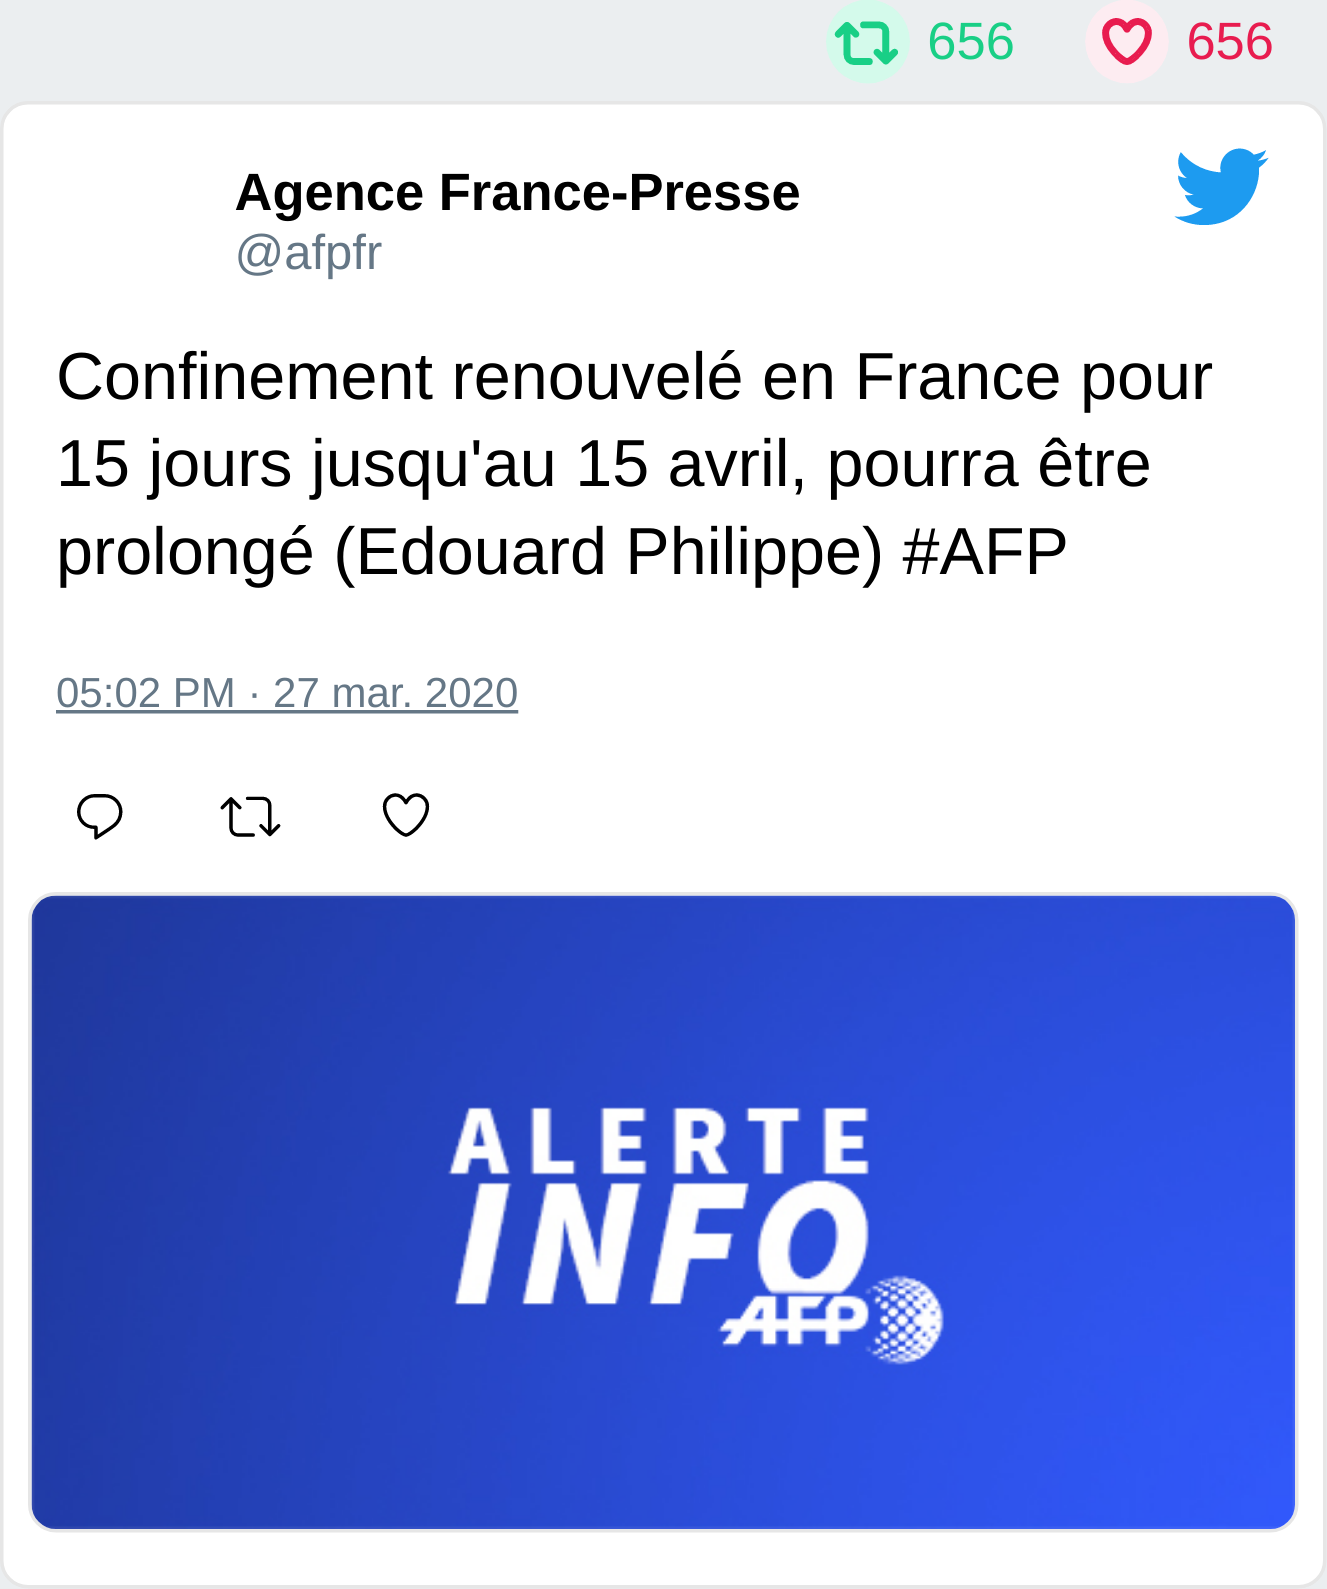 656 656
Agence France-Presse
@afpfr
Confinement renouvelé en France pour
15 jours jusqu'au 15 avril, pourra être
prolongé (Edouard Philippe) #AFP
05:02 PM · 27 mar. 2020
ALERTE
INFO
AFP